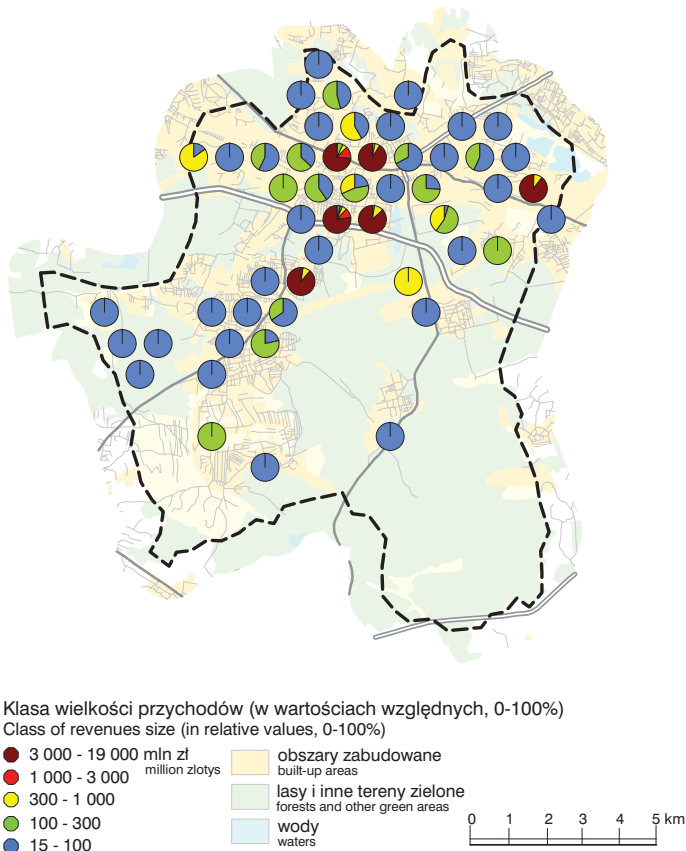 Klasa wielkości przychodów (w wartościach względnych, 0-100%)
Class of revenues size (in relative values, 0-100%)
3 000 - 19 000 mln zł
million zlotys
1 000 - 3 000
300 - 1 000
100 - 300
15 - 100
obszary zabudowane
built-up areas
lasy i inne tereny zielone
forests and other green areas
wody
waters
0 1 2 3 4 5 km